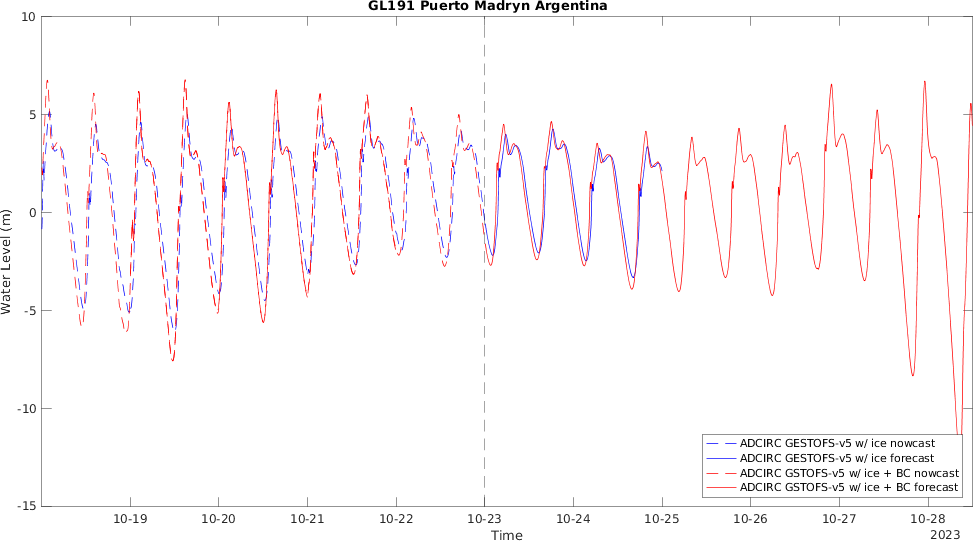 GL191 Puerto Madryn Argentina
10
5
0
-5
-10
-15
Water Level (m)
ADCIRC GESTOFS-v5 w/ ice nowcast
ADCIRC GESTOFS-v5 w/ ice forecast
ADCIRC GSTOFS-v5 w/ ice + BC nowcast
ADCIRC GSTOFS-v5 w/ ice + BC forecast
10-19 10-20 10-21 10-22 10-23 10-24 10-25 10-26 10-27 10-28
2023
Time